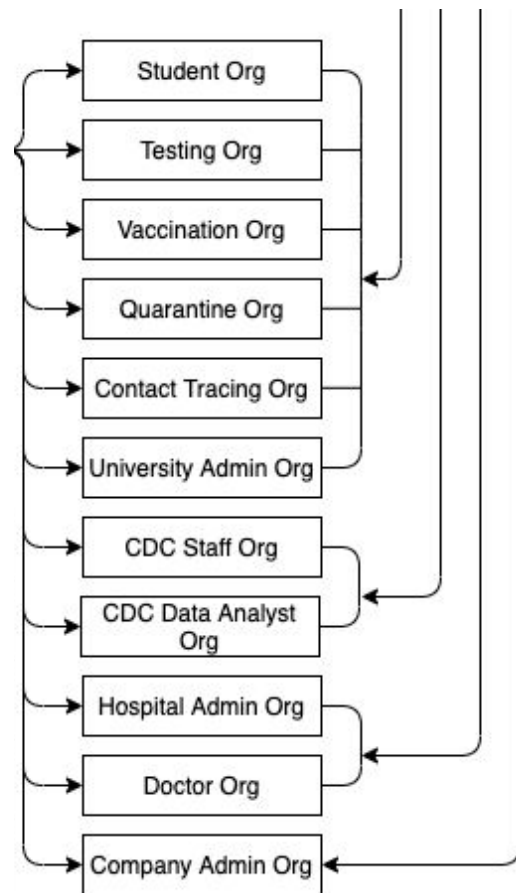 Student Org
Testing Org
Vaccination Org
Quarantine Org
Contact Tracing Org
University Admin Org
CDC Staff Org
CDC Data Analyst
Org
Hospital Admin Org
Doctor Org
Company Admin Org